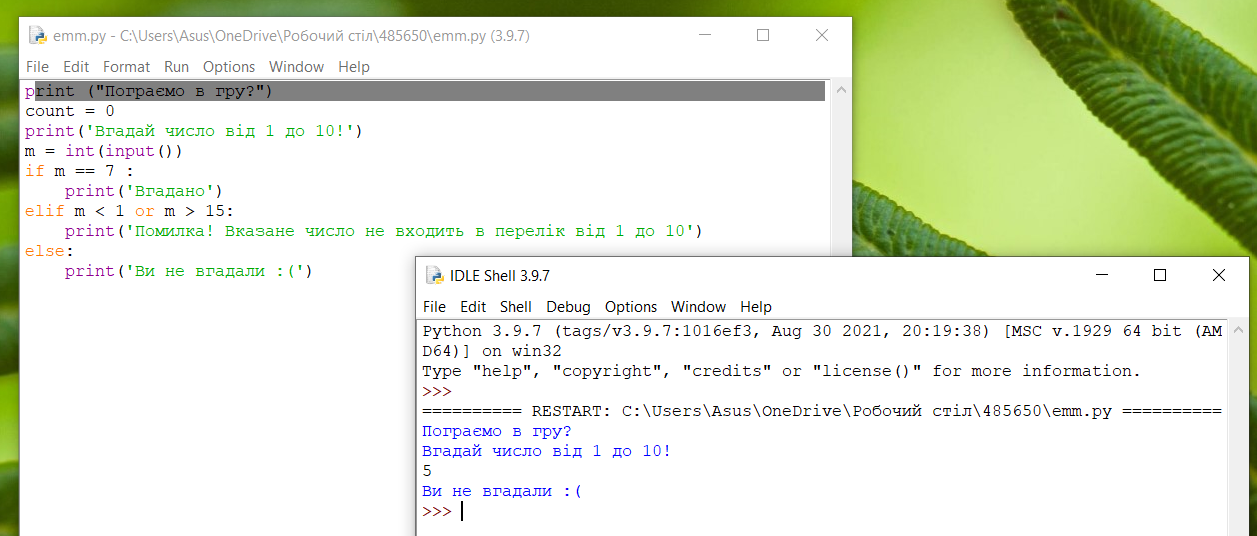 emm.py - C:\Users\Asus\OneDrive\Робочий стіл\485650\emm.py (3.9.7)
File Edit Format Run Options Window Help
print ("Пограємо в гру?")
count = 0
print('Вгадай число від 1 до 10!')
m = int(input())
if m == 7 :
    print('Вгадано')
elif m < 1 or m > 15:
    print('Помилка! Вказане число не входить в перелік від 1 до 10')
else:
    print('Ви не вгадали :(')
IDLE Shell 3.9.7
File Edit Shell Debug Options Window Help
Python 3.9.7 (tags/v3.9.7:1016ef3, Aug 30 2021, 20:19:38) [MSC v.1929 64 bit (AM
D64)] on win32
Type "help", "copyright", "credits" or "license()" for more information.
>>>
========== RESTART: C:\Users\Asus\OneDrive\Робочий стіл\485650\emm.py ==========
Пограємо в гру?
Вгадай число від 1 до 10!
5
Ви не вгадали :(
>>>